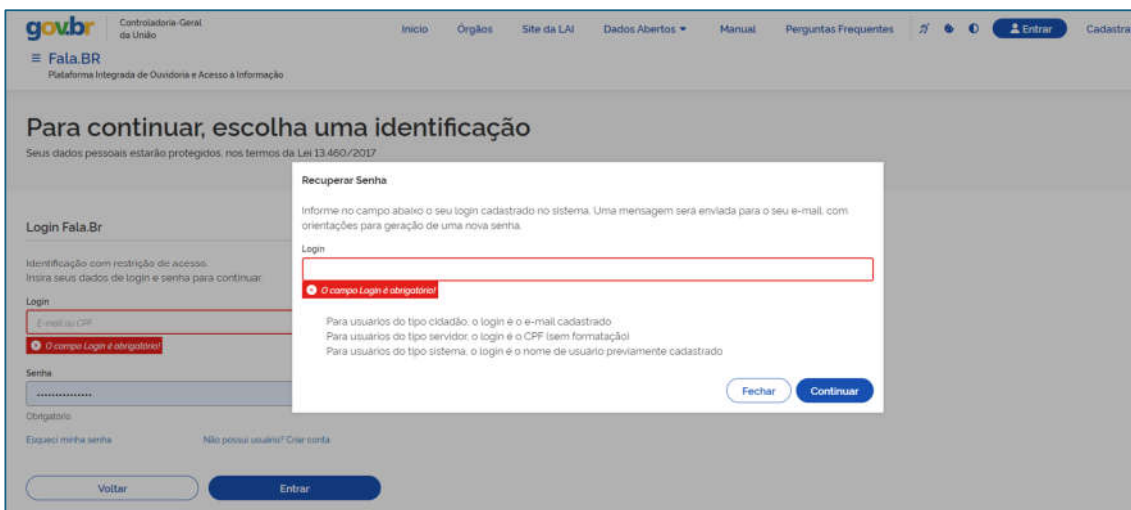 gov.br
Controladoria-Geral
da União
Início Órgãos Site da LAI Dados Abertos Manual Perguntas Frequentes Entrar Cadastra
Fala.BR
Plataforma Integrada de Ouvidoria e Acesso à Informação
Para continuar, escolha uma identificação
Seus dados pessoais estarão protegidos, nos termos da Lei 13.460/2017
Recuperar Senha
Informe no campo abaixo o seu login cadastrado no sistema. Uma mensagem será enviada para o seu e-mail, com
orientações para geração de uma nova senha.
Login
O campo Login é obrigatório!
Para usuários do tipo cidadão, o login é o e-mail cadastrado
Para usuários do tipo servidor, o login é o CPF (sem formatação)
Para usuários do tipo sistema, o login é o nome de usuário previamente cadastrado
Fechar Continuar
Login Fala.Br
Identificação com restrição de acesso.
Insira seus dados de login e senha para continuar.
Login
E-mail ou CPF
O campo Login é obrigatório!
Senha
Obrigatório
Esqueci minha senha Não possui usuário? Criar conta
Voltar Entrar